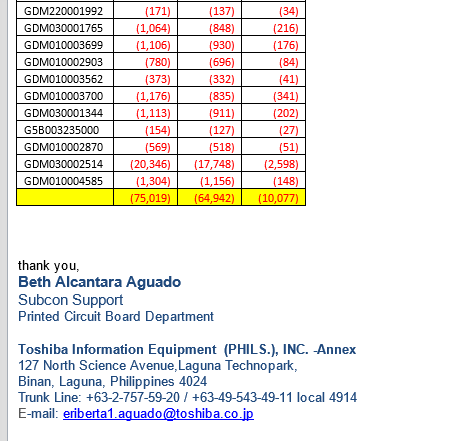 GDM220001992 (171) (137) (34)
GDM030001765 (1,064) (848) (216)
GDM010003699 (1,106) (930) (176)
GDM010002903 (780) (696) (84)
GDM010003562 (373) (332) (41)
GDM010003700 (1,176) (835) (341)
GDM030001344 (1,113) (911) (202)
G5B003235000 (154) (127) (27)
GDM010002870 (569) (518) (51)
GDM030002514 (20,346) (17,748) (2,598)
GDM010004585 (1,304) (1,156) (148)
(75,019) (64,942) (10,077)
thank you,
Beth Alcantara Aguado
Subcon Support
Printed Circuit Board Department
Toshiba Information Equipment (PHILS.), INC. -Annex
127 North Science Avenue,Laguna Technopark,
Binan, Laguna, Philippines 4024
Trunk Line: +63-2-757-59-20 / +63-49-543-49-11 local 4914
E-mail: eriberta1.aguado@toshiba.co.jp